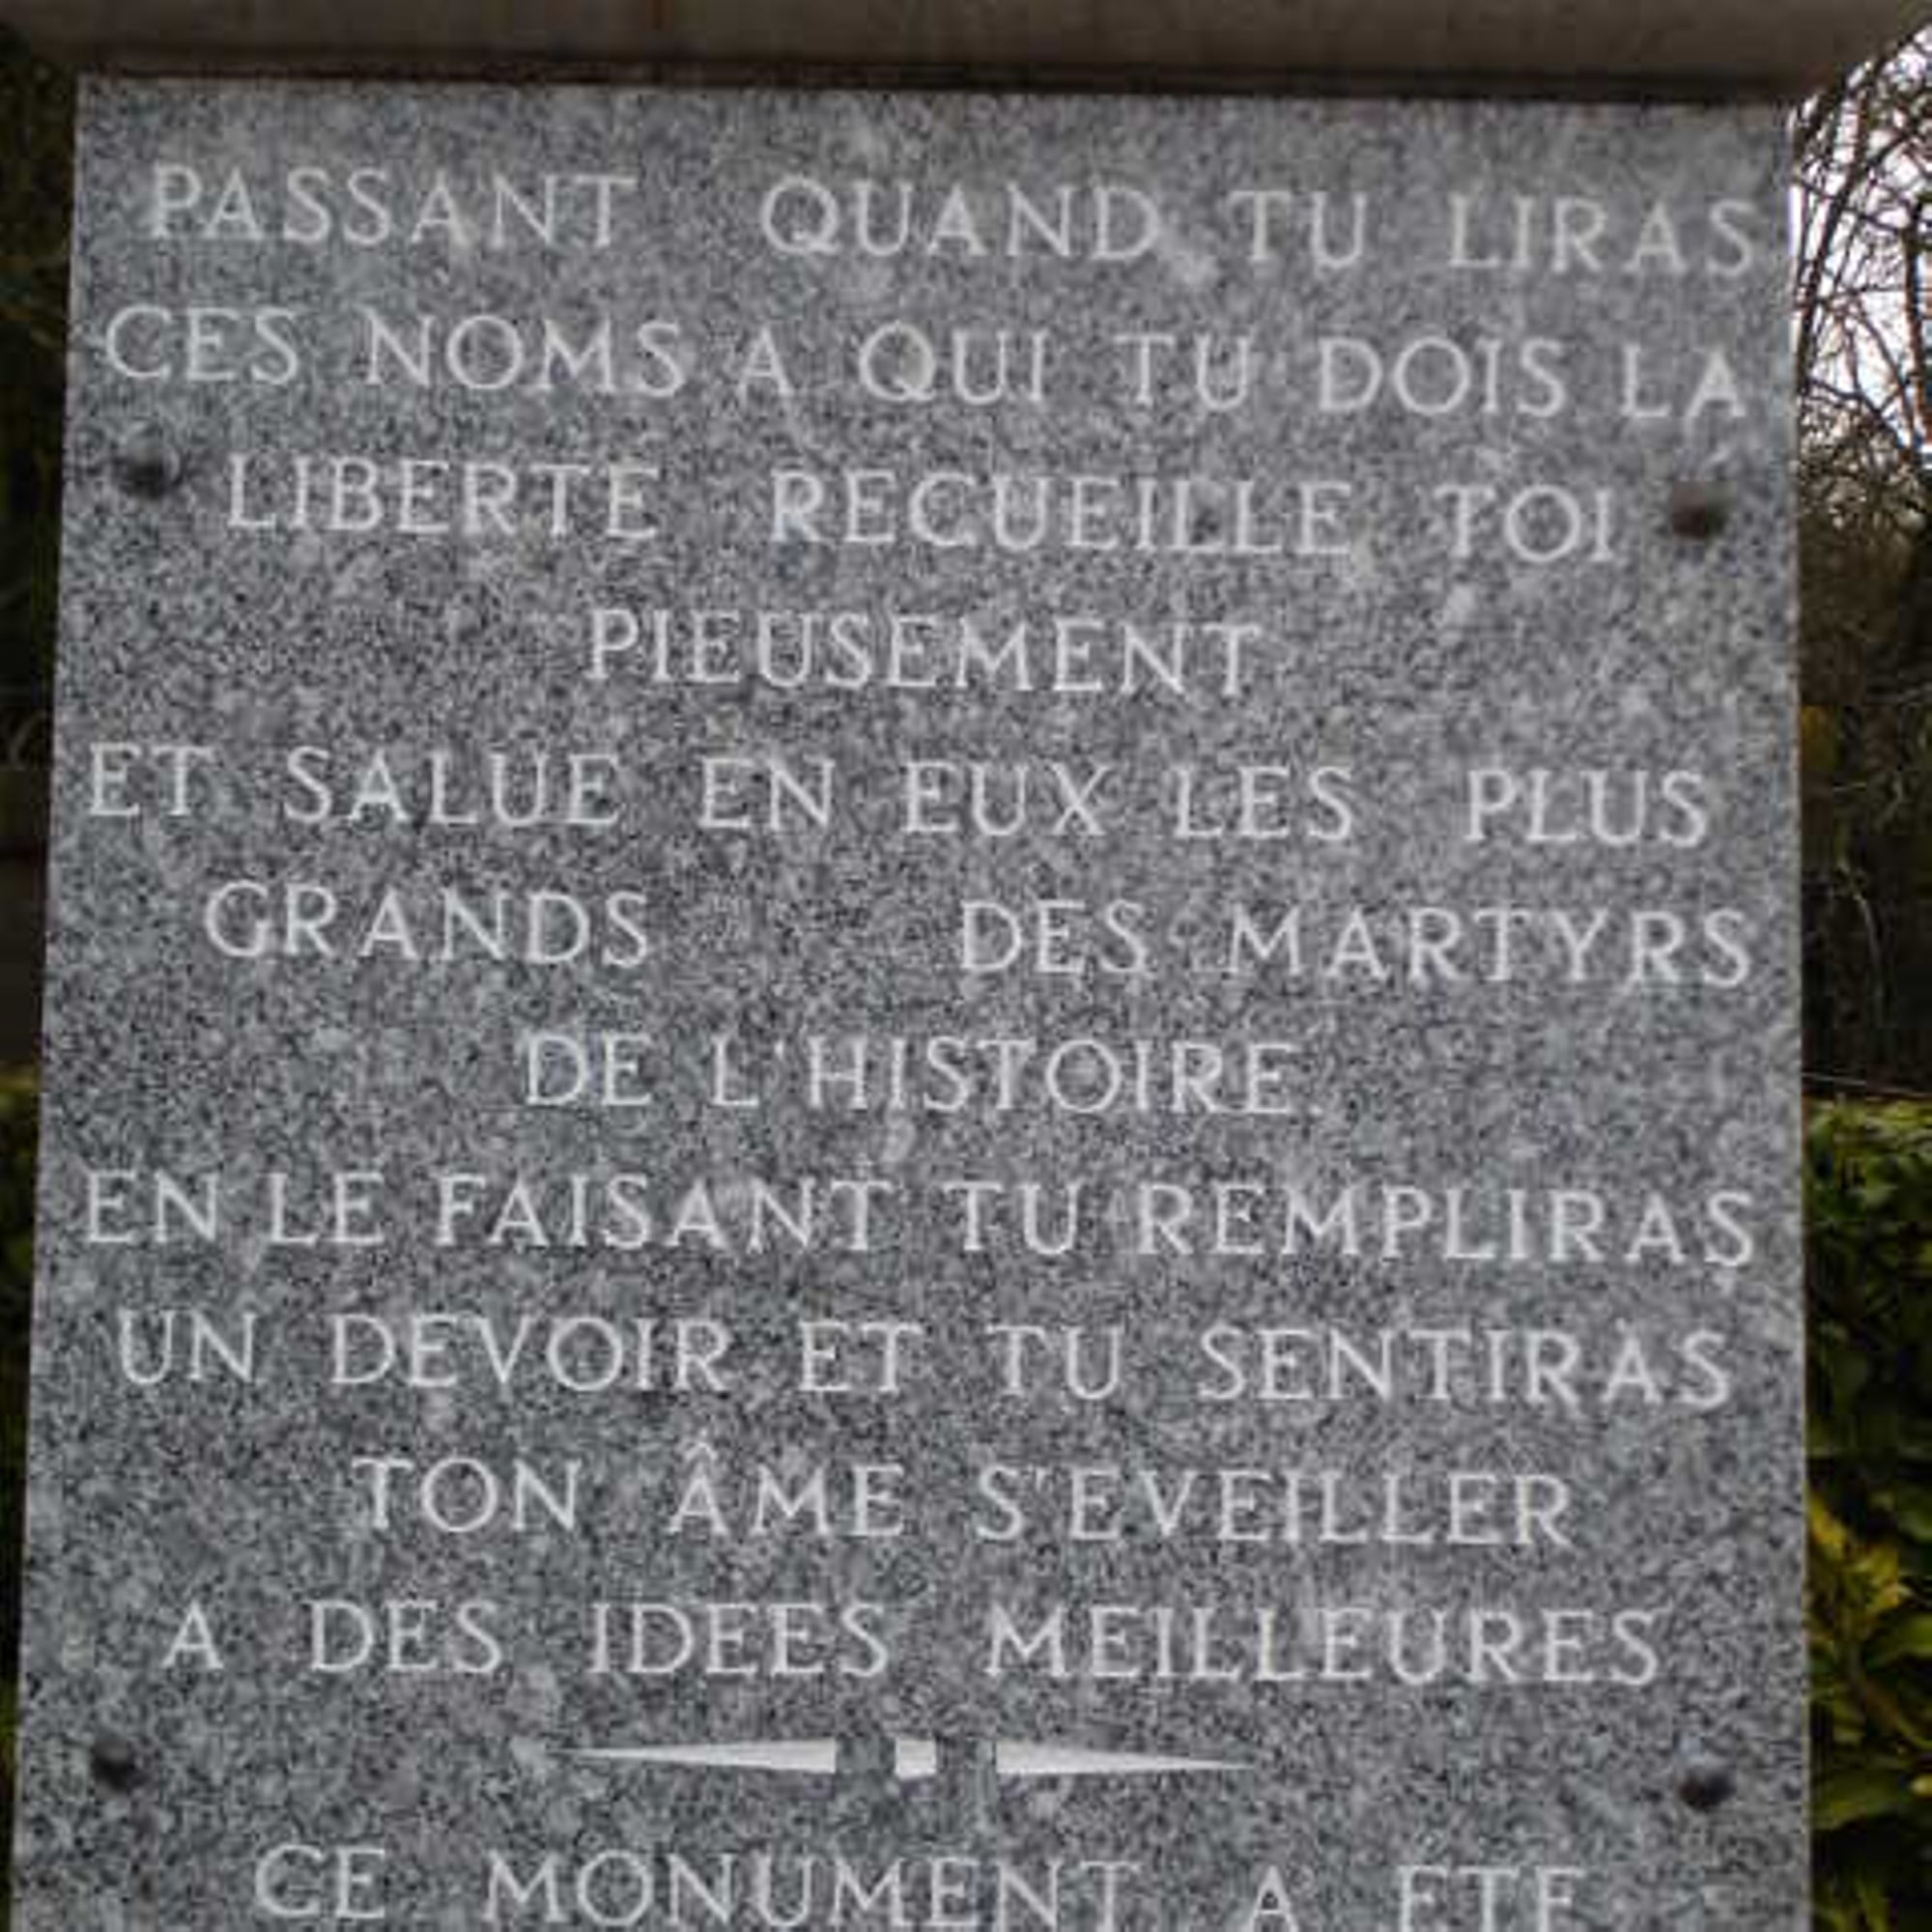 PASSANT QUAND TU LIRAS
CES NOMS A QUI TU DOIS LA
LIBERTE RECUEILLE TOI
PIEUSEMENT
ET SALUE EN EUX LES PLUS
GRANDS DES MARTYRS
DE L'HISTOIRE.
EN LE FAISANT TU REMPLIRAS
UN DEVOIR ET TU SENTIRAS
TON ÂME S'EVEILLER
A DES IDEES MEILLEURES
CE MONUMENT A ETE